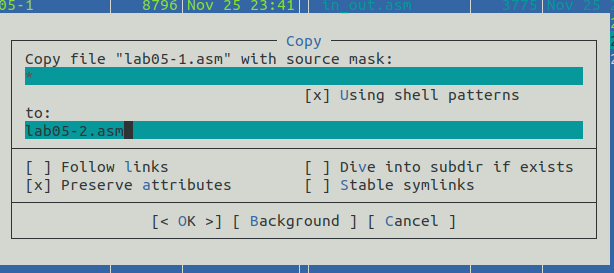 05-1 8796 Nov 25 23:41 in_out.asm 3775 Nov 25
Copy
Copy file "lab05-1.asm" with source mask:
*
[x] Using shell patterns
to:
lab05-2.asm
[ ] Follow links [ ] Dive into subdir if exists
[x] Preserve attributes [ ] Stable symlinks
[< OK >] [ Background ] [ Cancel ]